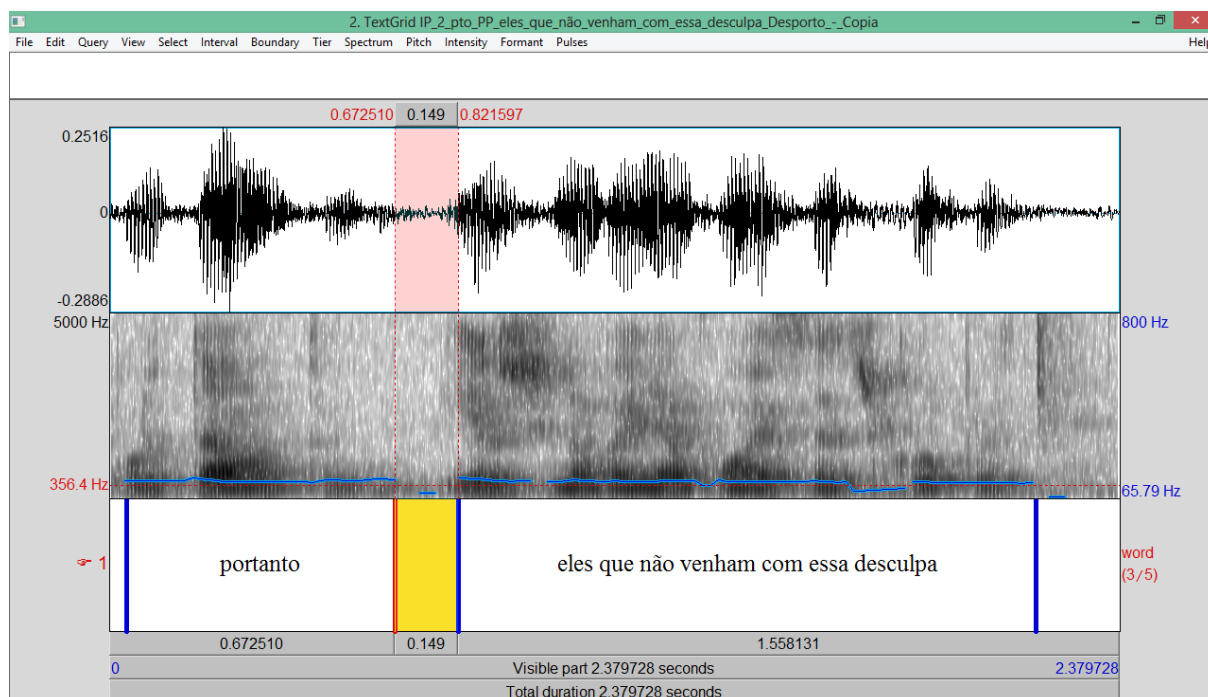 2. TextGrid IP_2_pto_PP_eles_que_não_venham_com_essa_desculpa_Desporto_-_Copia
File Edit Query View Select Interval Boundary Tier Spectrum Pitch Intensity Formant Pulses Help
0.672510 0.149 0.821597
0.2516
0
-0.2886
5000 Hz 800 Hz
356.4 Hz 65.79 Hz
1 portanto eles que não venham com essa desculpa word
(3/5)
0.672510 0.149 1.558131
0 Visible part 2.379728 seconds 2.379728
Total duration 2.379728 seconds